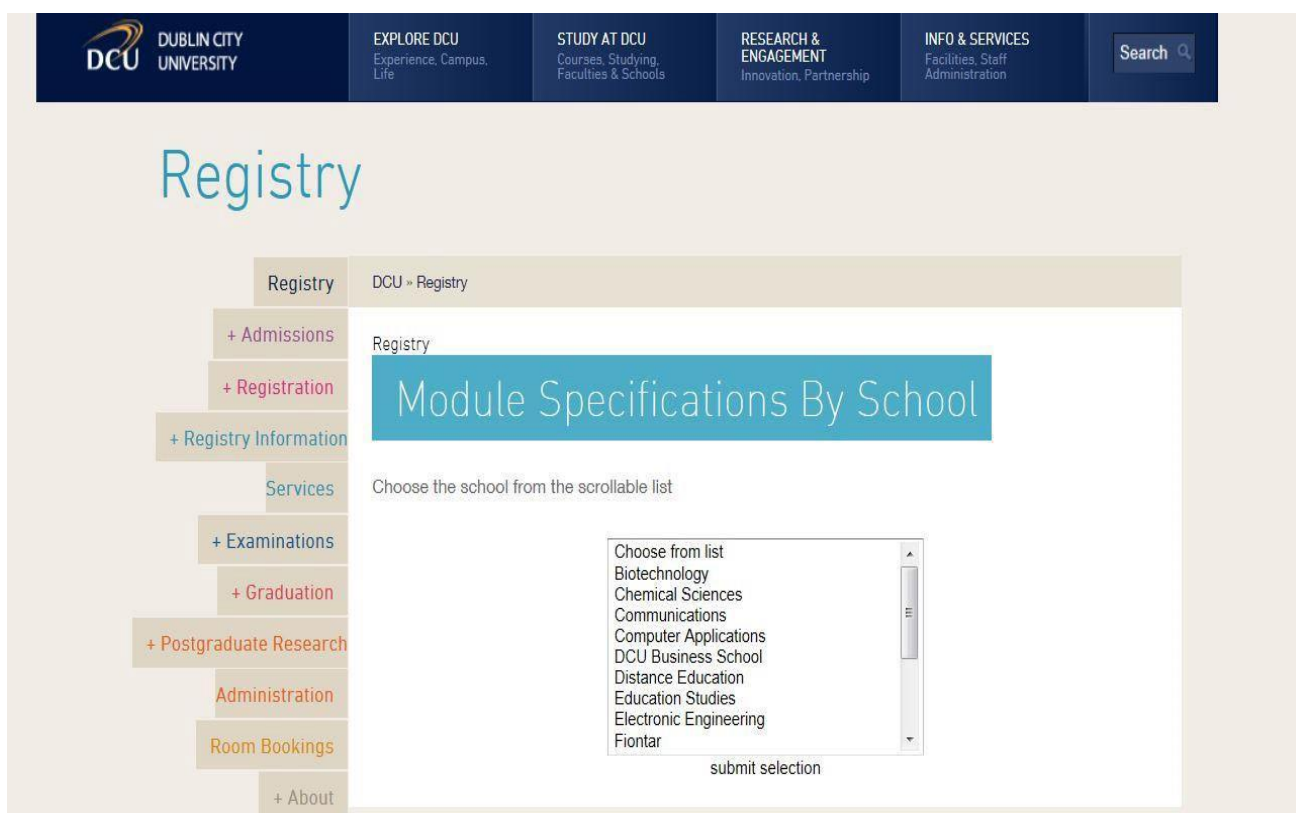 DCU
DUBLIN CITY
UNIVERSITY
EXPLORE DCU
Experience, Campus,
Life
STUDY AT DCU
Courses, Studying,
Faculties & Schools
RESEARCH &
ENGAGEMENT
Innovation, Partnership
INFO & SERVICES
Facilities, Staff
Administration
Search
Registry
Registry
+ Admissions
+ Registration
+ Registry Information
Services
+ Examinations
+ Graduation
+ Postgraduate Research
Administration
Room Bookings
+ About
DCU » Registry
Registry
Module Specifications By School
Choose the school from the scrollable list
Choose from list
Biotechnology
Chemical Sciences
Communications
Computer Applications
DCU Business School
Distance Education
Education Studies
Electronic Engineering
Fiontar
submit selection